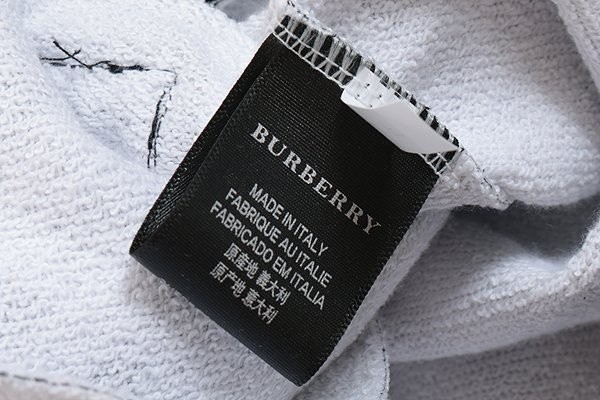 BURBERRY
MADE IN ITALY
FABRIQUE AU ITALIE
FABRICADO EM ITALIA
原産地 義大利
原产地 意大利